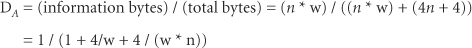 D_A = (information bytes) / (total bytes) = (n * w) / ((n * w) + (4n + 4))
= 1 / (1 + 4/w + 4 / (w * n))